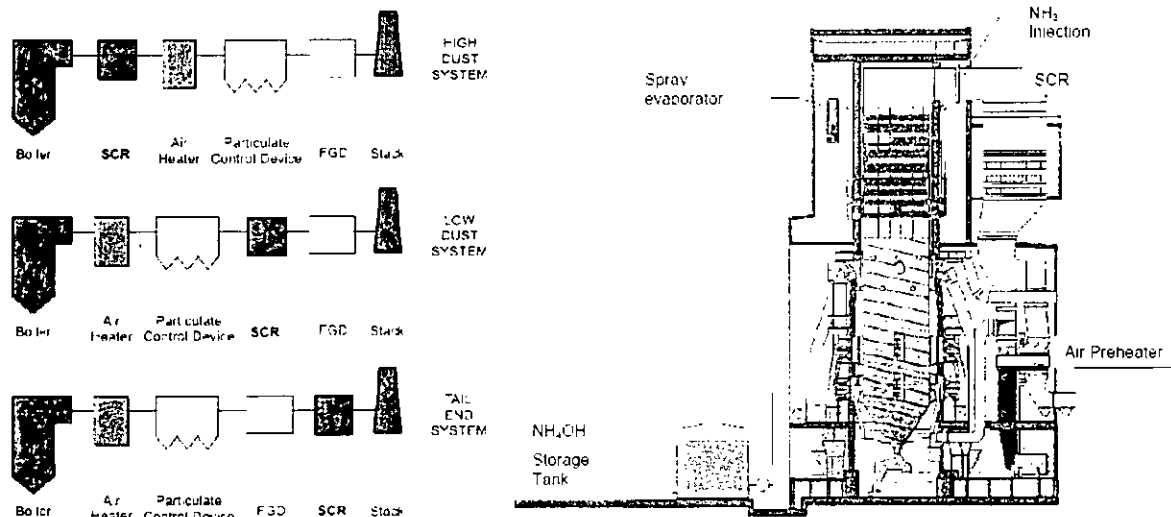 HIGH
DUST
SYSTEM
Boiler
SCR
Air
Heater
Particulate
Control Device
FGD
Stack
LOW
DUST
SYSTEM
Boiler
Air
Heater
Particulate
Control Device
SCR
FGD
Stack
TAIL
END
SYSTEM
Boiler
Air
Heater
Particulate
Control Device
FGD
SCR
Stack
NH₃
Injection
Spray
evaporator
SCR
Air Preheater
NH₄OH
Storage
Tank